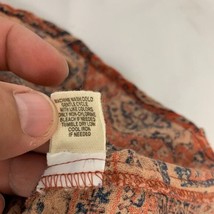 MACHINE WASH COLD
GENTLE CYCLE
WITH LIKE COLORS.
ONLY NON-CHLORINE
BLEACH IF NEEDED.
TUMBLE DRY LOW.
COOL IRON
IF NEEDED